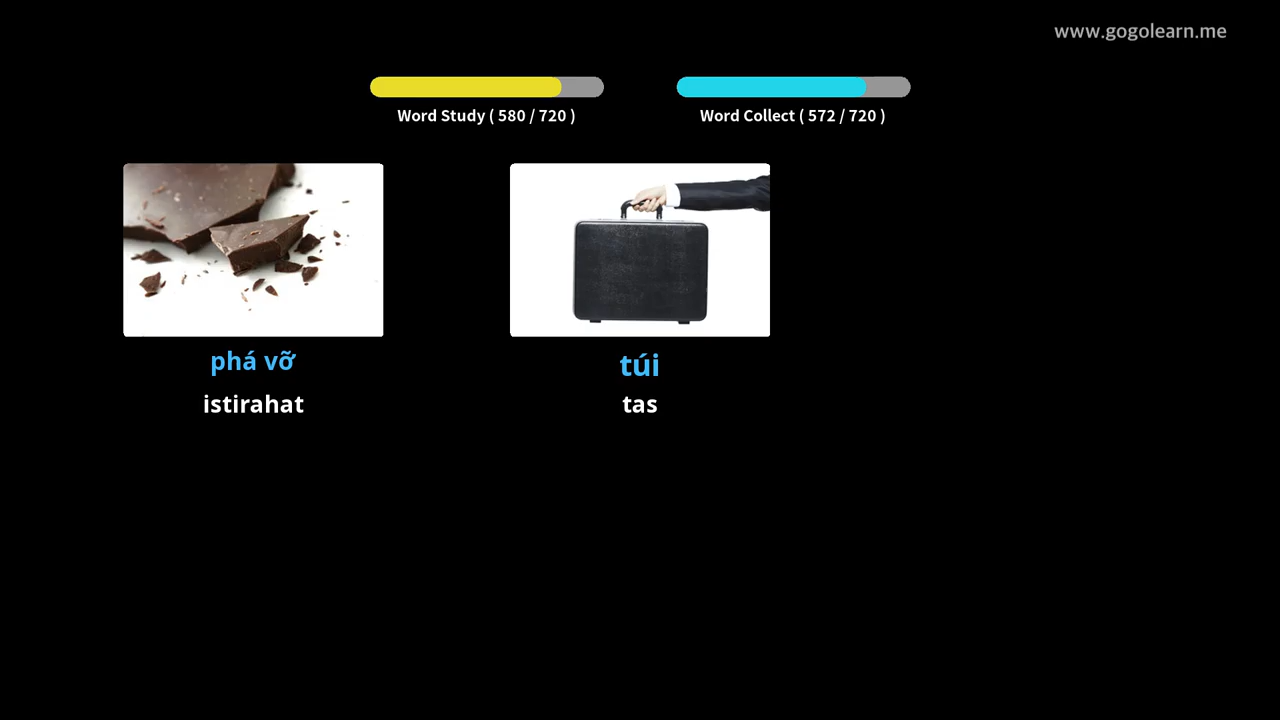 www.gogolearn.me
Word Study ( 580 / 720 )
Word Collect ( 572 / 720 )
phá vỡ
istirahat
túi
tas